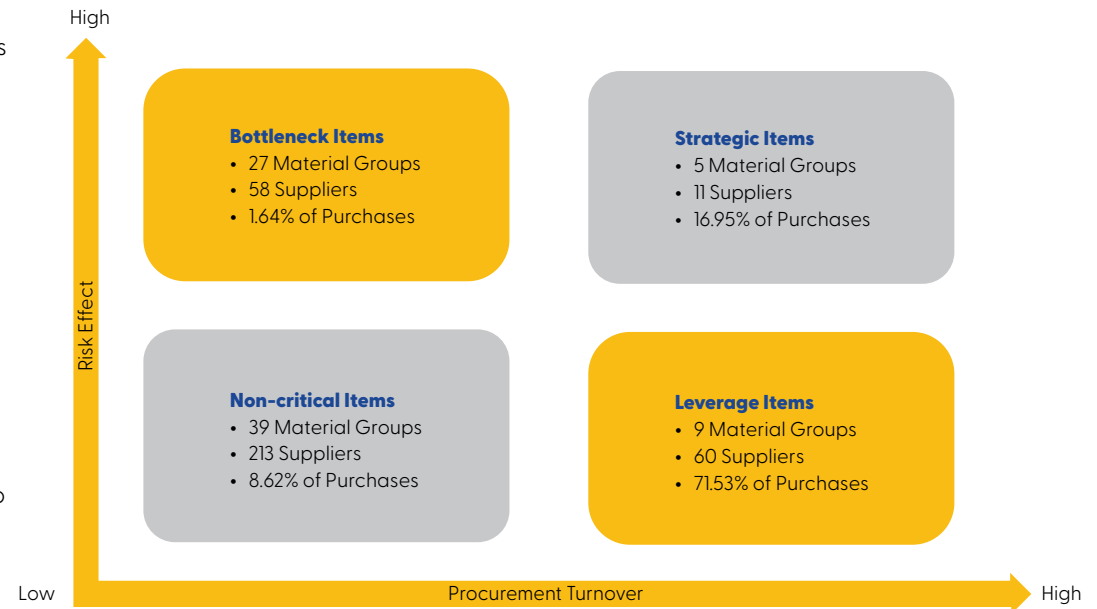 High
s
Bottleneck Items
• 27 Material Groups
• 58 Suppliers
• 1.64% of Purchases
Strategic Items
• 5 Material Groups
• 11 Suppliers
• 16.95% of Purchases
Risk Effect
Non-critical Items
• 39 Material Groups
• 213 Suppliers
• 8.62% of Purchases
Leverage Items
• 9 Material Groups
• 60 Suppliers
• 71.53% of Purchases
Low
Procurement Turnover
High